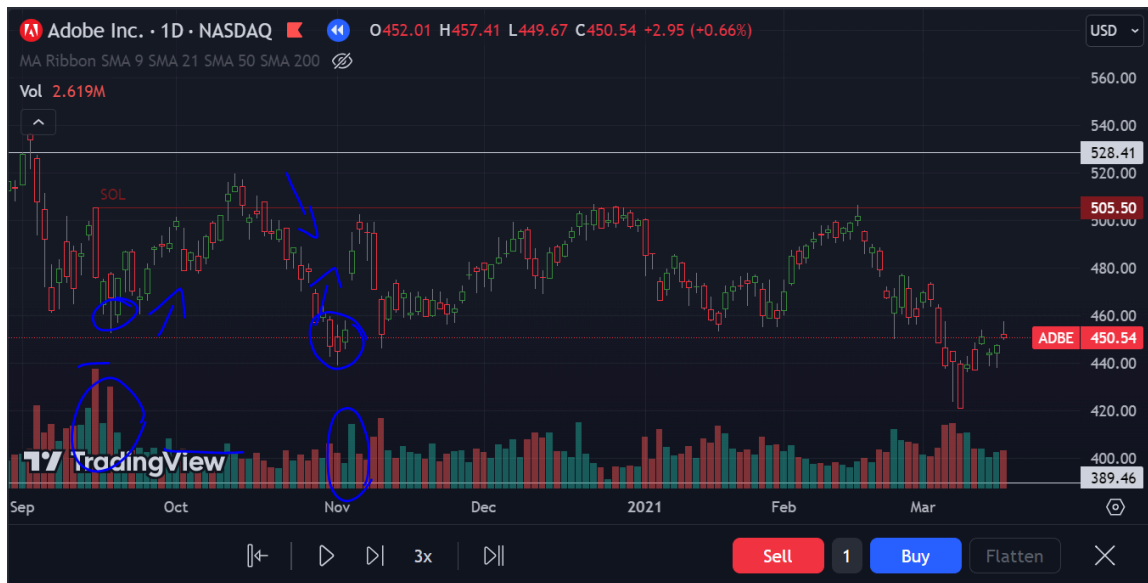 Adobe Inc. · 1D · NASDAQ O452.01 H457.41 L449.67 C450.54 +2.95 (+0.66%) USD
MA Ribbon SMA 9 SMA 21 SMA 50 SMA 200
Vol 2.619M
560.00
540.00
528.41
520.00
SOL
505.50
500.00
480.00
460.00
ADBE 450.54
440.00
420.00
TradingView
400.00
389.46
Sep Oct Nov Dec 2021 Feb Mar
3x Sell 1 Buy Flatten